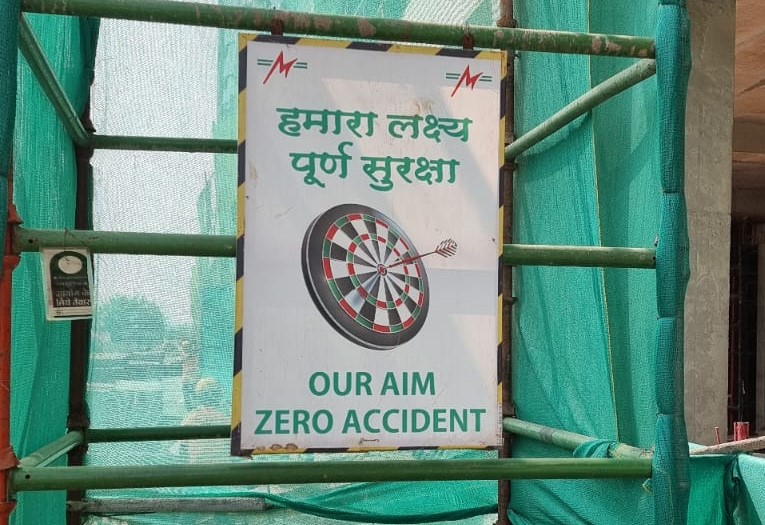 हमारा लक्ष्य
पूर्ण सुरक्षा
OUR AIM
ZERO ACCIDENT